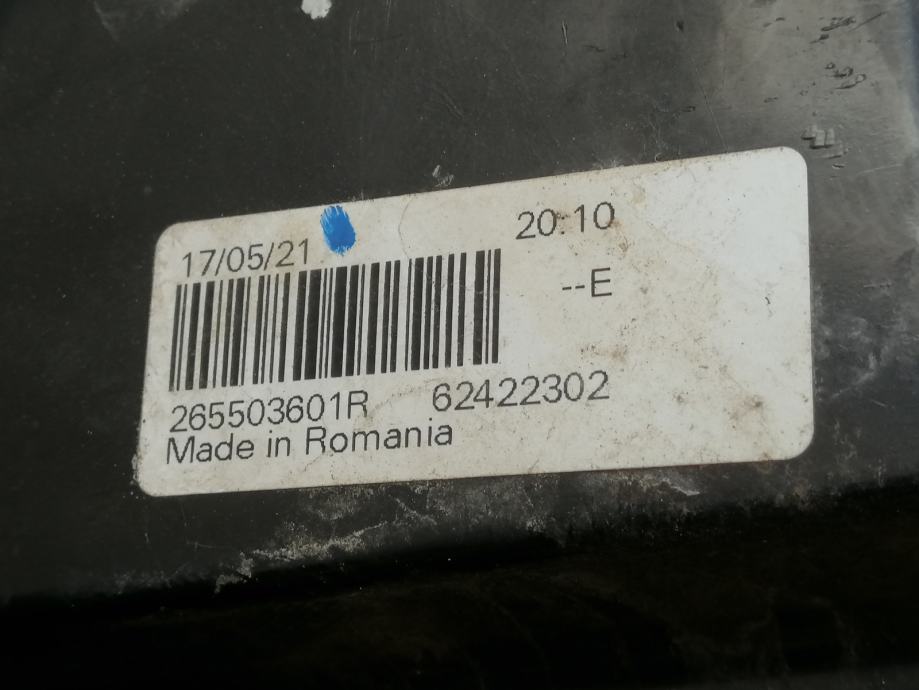 17/05/21 20:10
--E
265503601R 62422302
Made in Romania